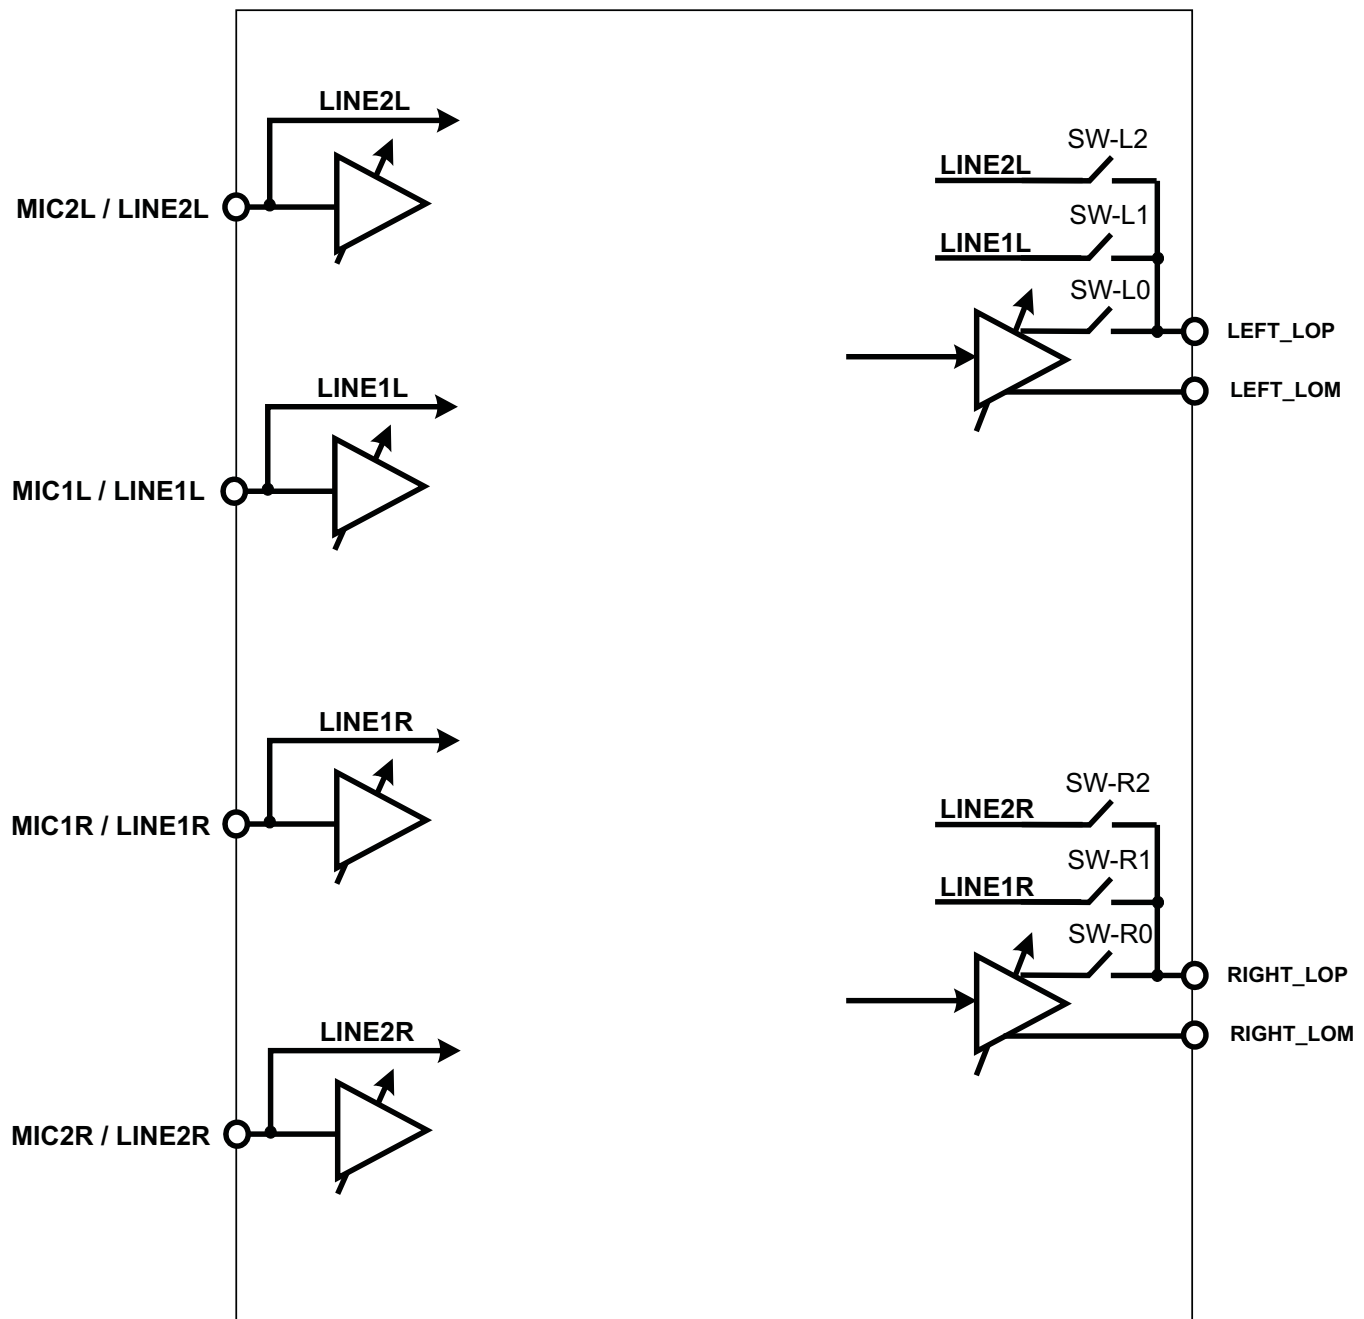 LINE2L
MIC2L / LINE2L
LINE1L
MIC1L / LINE1L
LINE1R
MIC1R / LINE1R
LINE2R
MIC2R / LINE2R
SW-L2
LINE2L
SW-L1
LINE1L
SW-L0
LEFT_LOP
LEFT_LOM
SW-R2
LINE2R
SW-R1
LINE1R
SW-R0
RIGHT_LOP
RIGHT_LOM